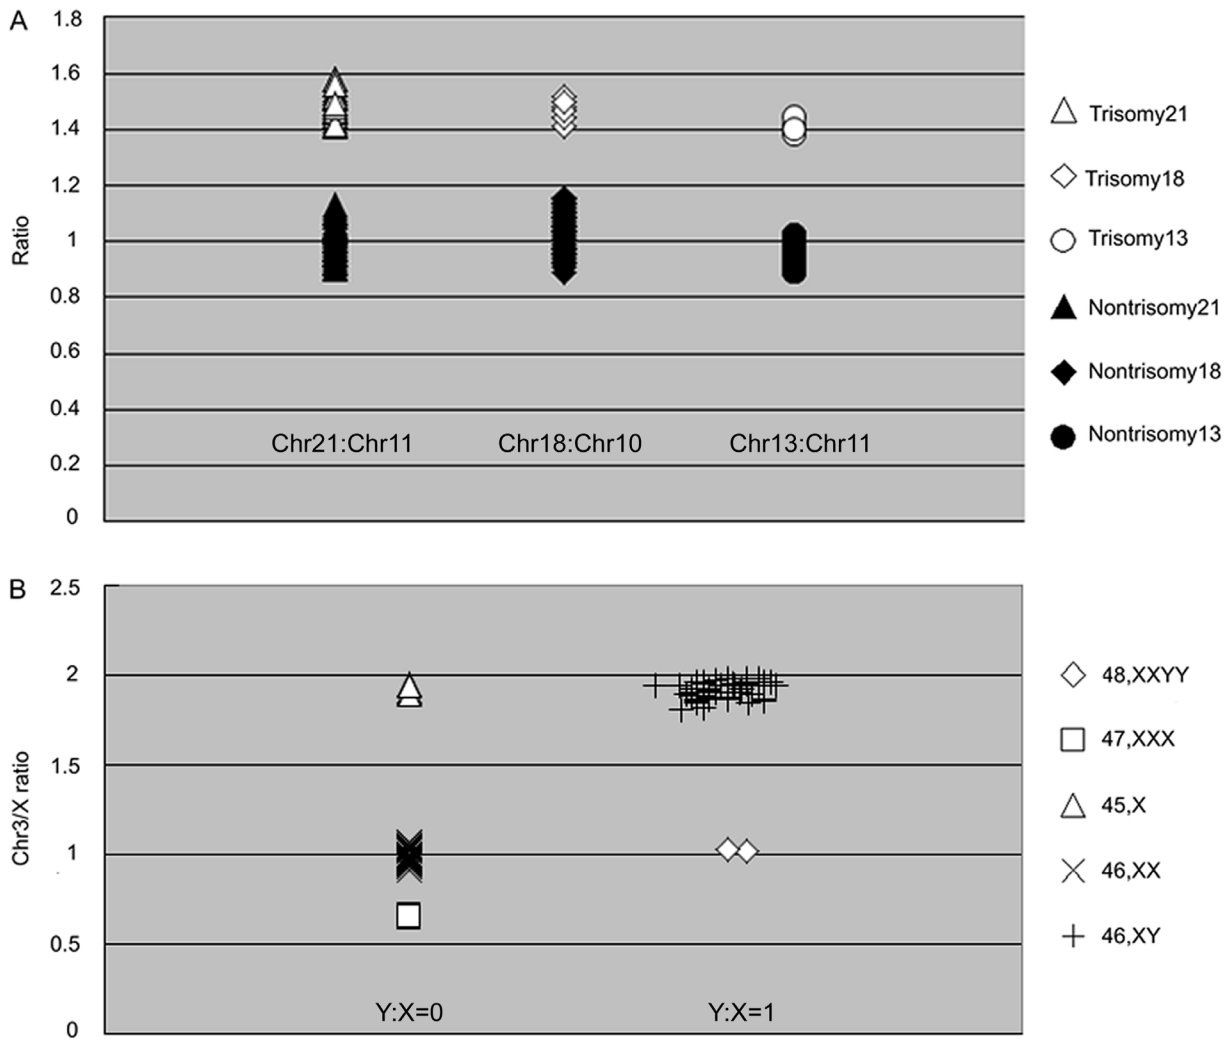 A
1.8
1.6
1.4
1.2
1
0.8
0.6
0.4
0.2
0
Ratio
Chr21:Chr11
Chr18:Chr10
Chr13:Chr11
Trisomy21
Trisomy18
Trisomy13
Nontrisomy21
Nontrisomy18
Nontrisomy13
B
2.5
2
1.5
1
0.5
0
Chr3/X ratio
Y:X=0
Y:X=1
48,XXYY
47,XXX
45,X
46,XX
46,XY